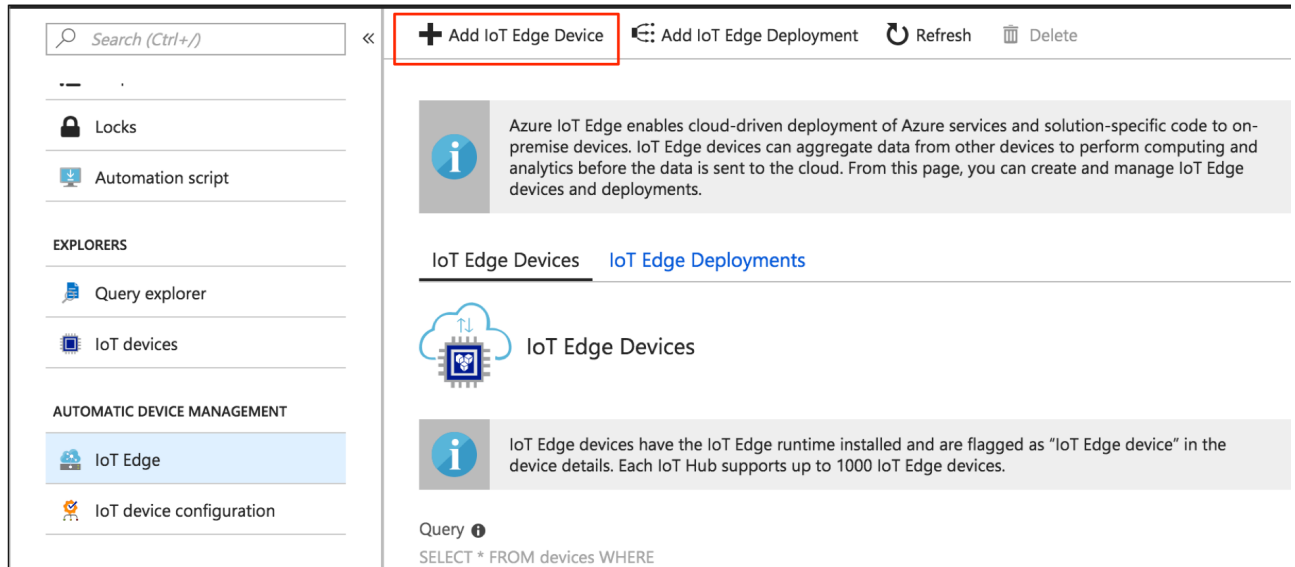 Search (Ctrl+/)
«
Locks
Automation script
EXPLORERS
Query explorer
IoT devices
AUTOMATIC DEVICE MANAGEMENT
IoT Edge
IoT device configuration
Add IoT Edge Device
Add IoT Edge Deployment
Refresh
Delete
Azure IoT Edge enables cloud-driven deployment of Azure services and solution-specific code to on-
premise devices. IoT Edge devices can aggregate data from other devices to perform computing and
analytics before the data is sent to the cloud. From this page, you can create and manage IoT Edge
devices and deployments.
IoT Edge Devices
IoT Edge Deployments
IoT Edge Devices
IoT Edge devices have the IoT Edge runtime installed and are flagged as “IoT Edge device” in the
device details. Each IoT Hub supports up to 1000 IoT Edge devices.
Query
SELECT * FROM devices WHERE